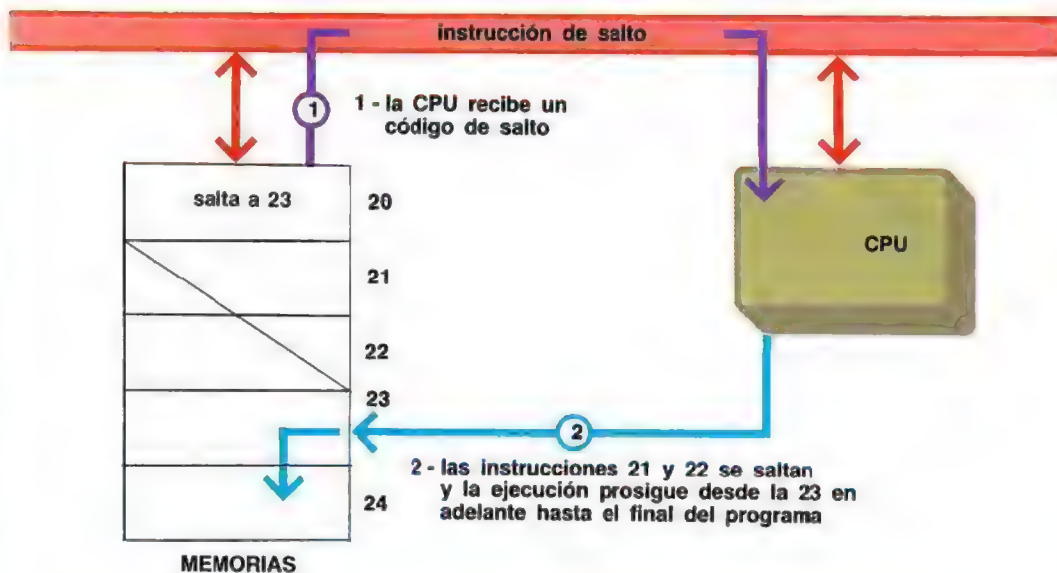 instrucción de salto
1
1 - la CPU recibe un
código de salto
salta a 23
20
21
22
23
24
CPU
2
2 - las instrucciones 21 y 22 se saltan
y la ejecución prosigue desde la 23 en
adelante hasta el final del programa
MEMORIAS